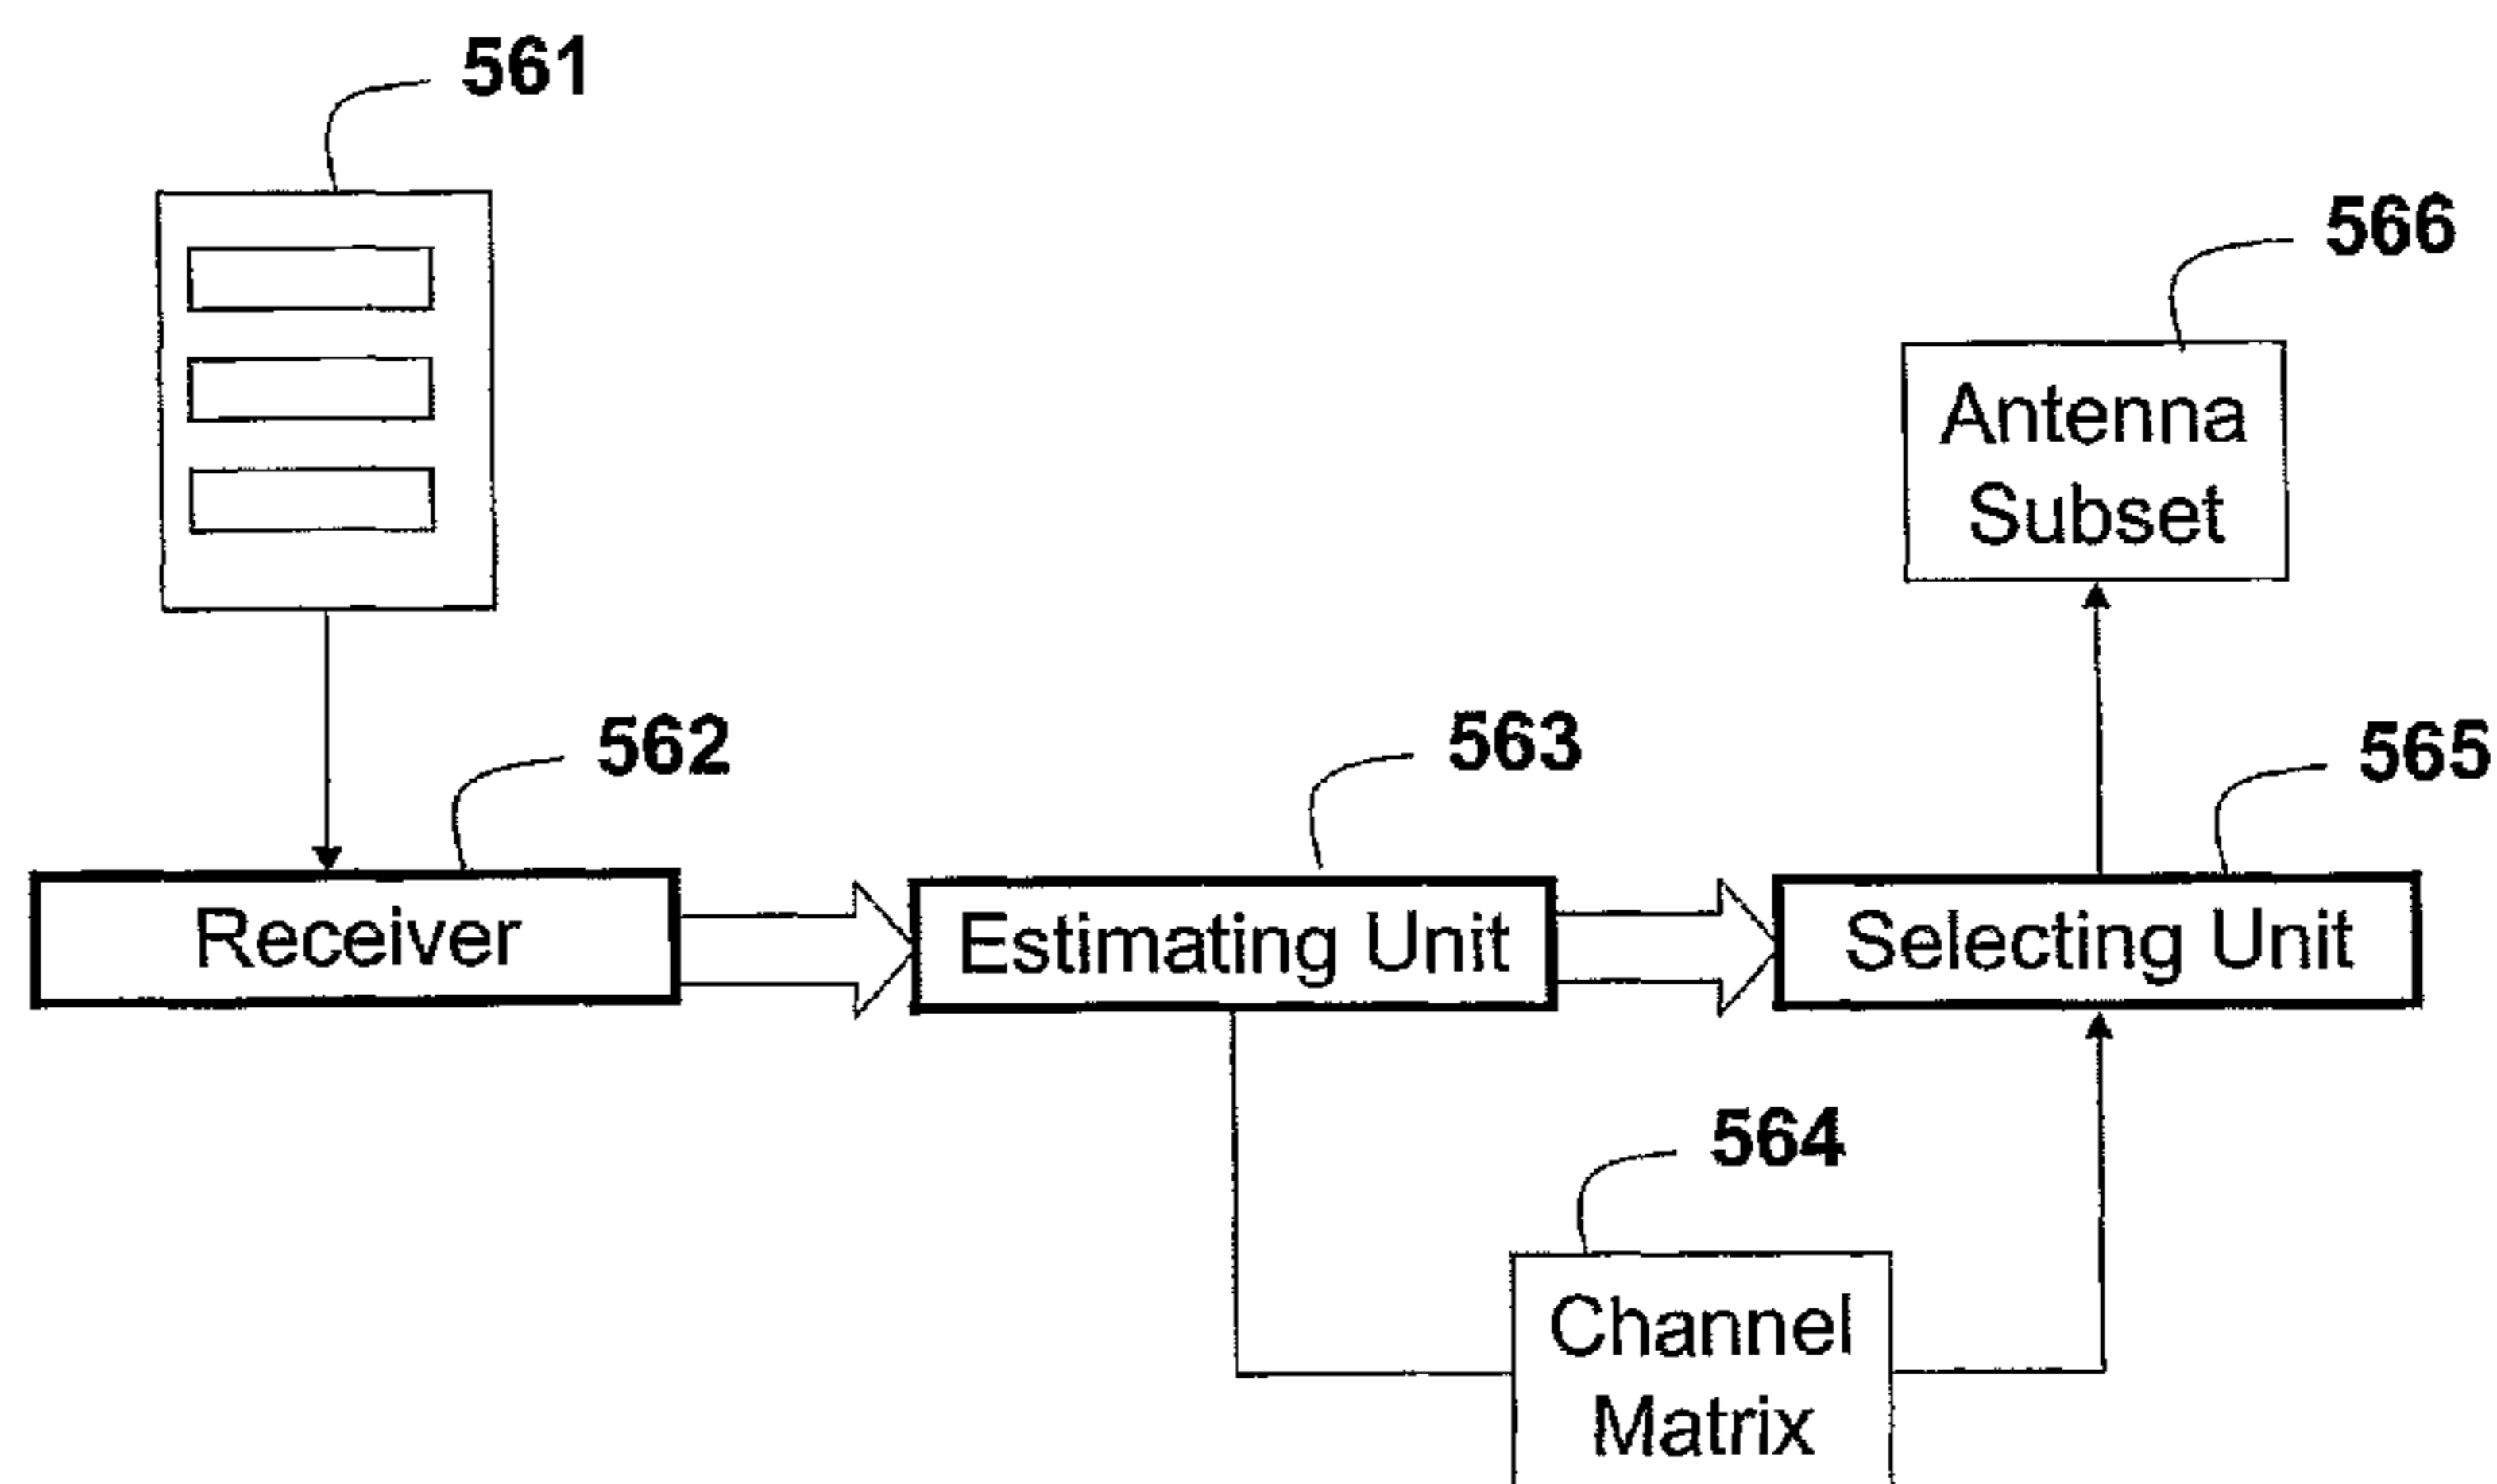 561
566
Antenna
Subset
562
563
565
Receiver
Estimating Unit
Selecting Unit
564
Channel
Matrix